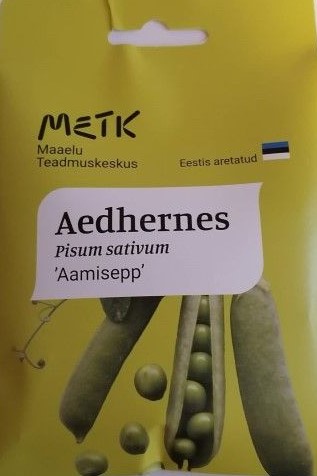 METK
Maaelu
Teadmuskeskus
Eestis aretatud
Aedhernes
Pisum sativum
'Aamisepp'